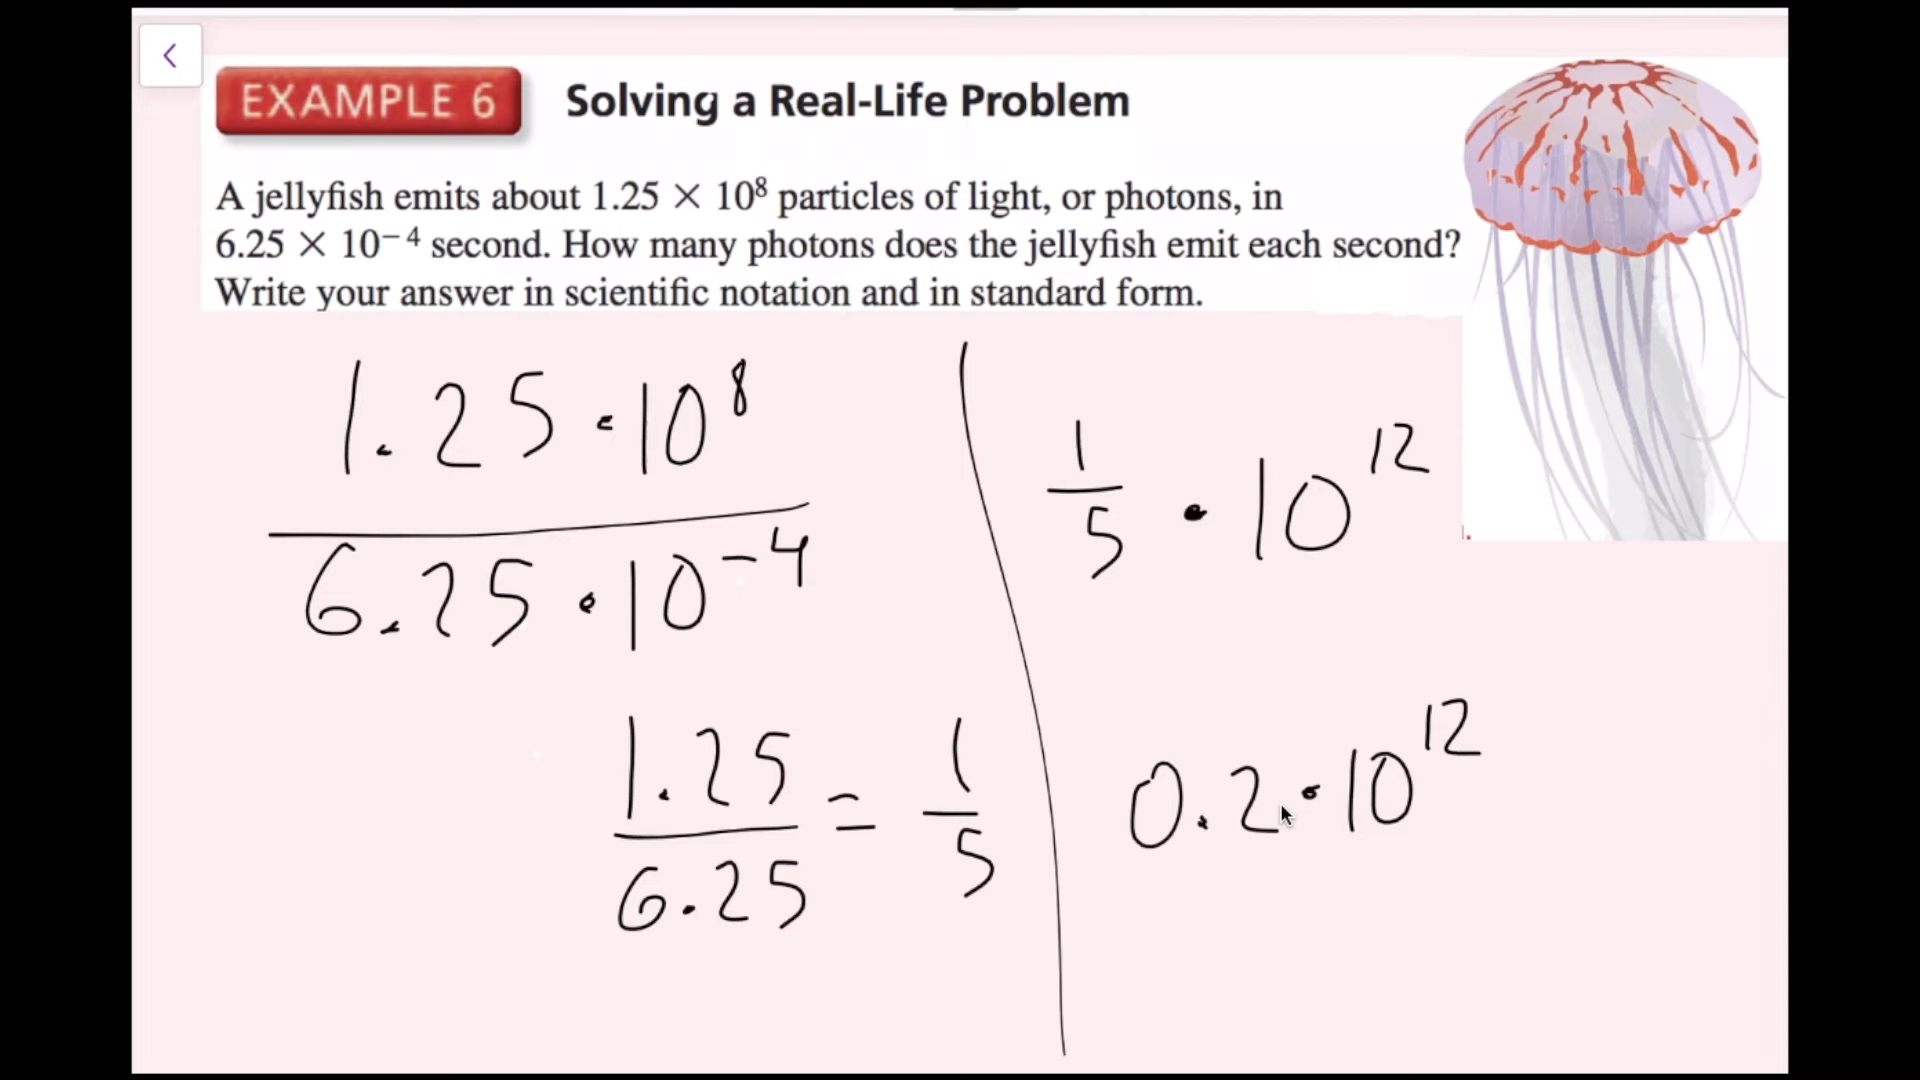 EXAMPLE 6 Solving a Real-Life Problem
A jellyfish emits about 1.25 × 10⁸ particles of light, or photons, in
6.25 × 10⁻⁴ second. How many photons does the jellyfish emit each second?
Write your answer in scientific notation and in standard form.
1.25 · 10⁸
6.25 · 10⁻⁴
1.25
6.25
=
1
5
1
5
· 10¹²
0.2 · 10¹²